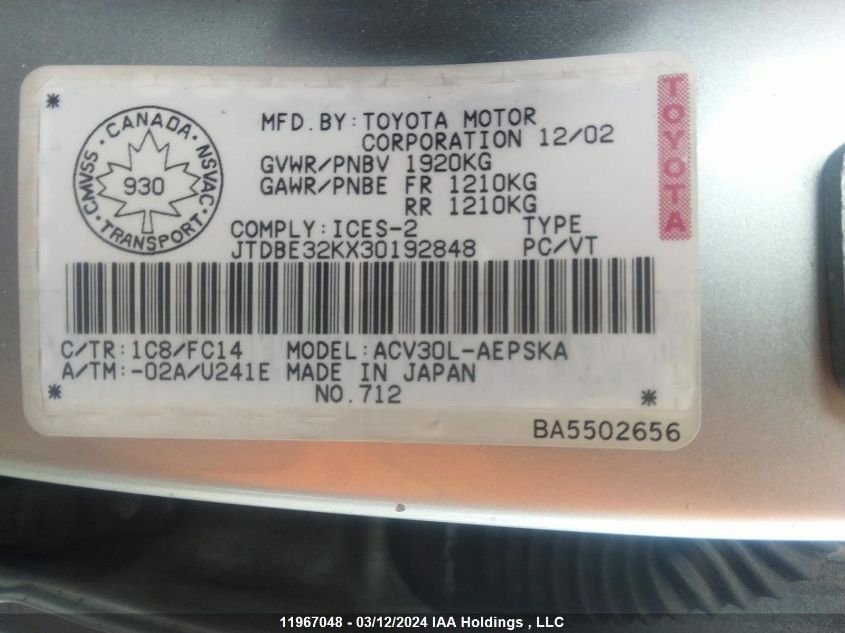 CANADA
CMVSS NSVAC
930
TRANSPORT
MFD. BY: TOYOTA MOTOR
CORPORATION 12/02
GVWR/PNBV 1920KG
GAWR/PNBE FR 1210KG
RR 1210KG
COMPLY: ICES-2 TYPE
JTDBE32KX30192848 PC/VT
C/TR: 1C8/FC14 MODEL: ACV30L-AEPSKA
A/TM: -02A/U241E MADE IN JAPAN
NO. 712
TOYOTA
BA5502656
11967048 - 03/12/2024 IAA Holdings , LLC